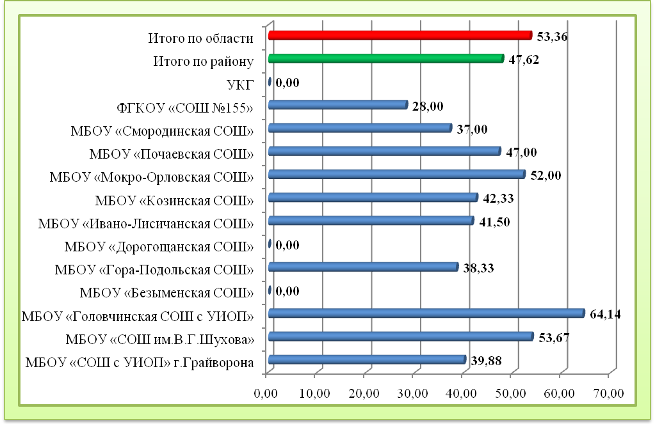 Итого по области 53,36
Итого по району 47,62
УКГ 0,00
ФГКОУ «СОШ №155» 28,00
МБОУ «Смородинская СОШ» 37,00
МБОУ «Почаевская СОШ» 47,00
МБОУ «Мокро-Орловская СОШ» 52,00
МБОУ «Козинская СОШ» 42,33
МБОУ «Ивано-Лисичанская СОШ» 41,50
МБОУ «Дорогощанская СОШ» 0,00
МБОУ «Гора-Подольская СОШ» 38,33
МБОУ «Безыменская СОШ» 0,00
МБОУ «Головчинская СОШ с УИОП» 64,14
МБОУ «СОШ им.В.Г.Шухова» 53,67
МБОУ «СОШ с УИОП» г.Грайворона 39,88
0,00 10,00 20,00 30,00 40,00 50,00 60,00 70,00